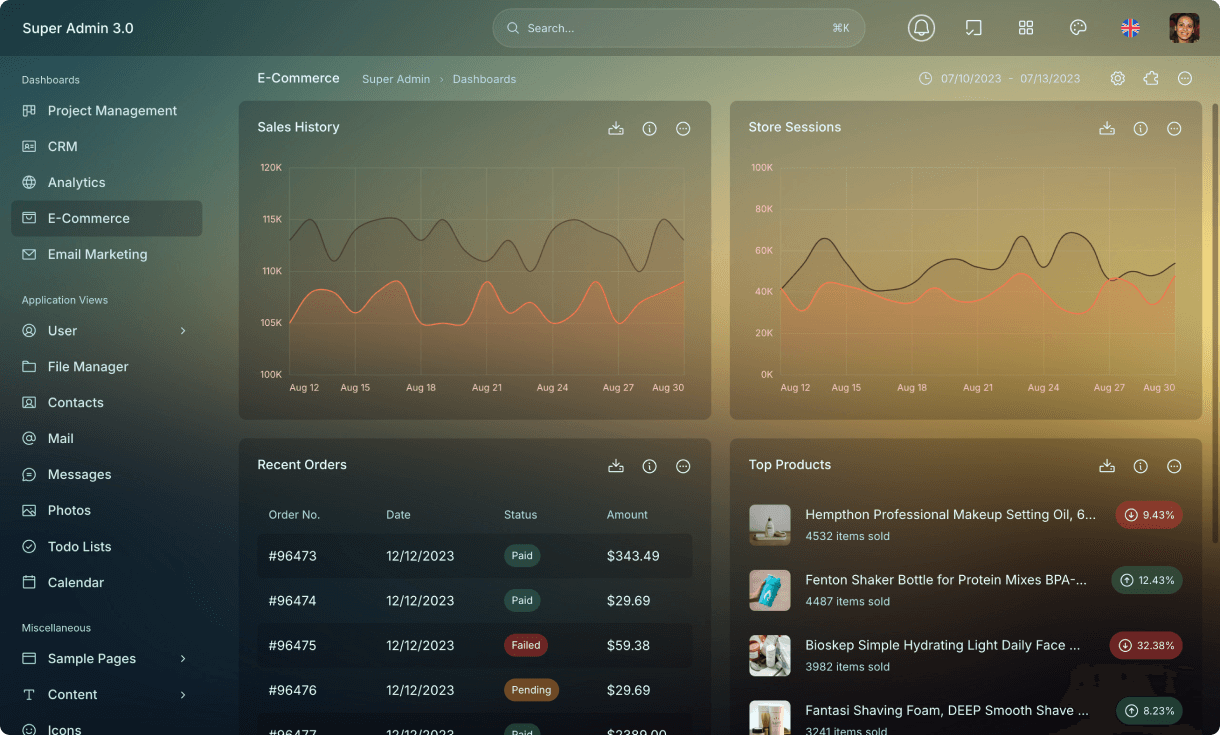 Super Admin 3.0
Search...
⌘K
Dashboards
Project Management
CRM
Analytics
E-Commerce
Email Marketing
Application Views
User
File Manager
Contacts
Mail
Messages
Photos
Todo Lists
Calendar
Miscellaneous
Sample Pages
Content
Icons
E-Commerce
Super Admin › Dashboards
07/10/2023 - 07/13/2023
Sales History
120K
115K
110K
105K
100K
Aug 12 Aug 15 Aug 18 Aug 21 Aug 24 Aug 27 Aug 30
Store Sessions
100K
80K
60K
40K
20K
0K
Aug 12 Aug 15 Aug 18 Aug 21 Aug 24 Aug 27 Aug 30
Recent Orders
Order No. Date Status Amount
#96473 12/12/2023 Paid $343.49
#96474 12/12/2023 Paid $29.69
#96475 12/12/2023 Failed $59.38
#96476 12/12/2023 Pending $29.69
#96477 12/12/2023 Paid $2389.00
Top Products
Hempthon Professional Makeup Setting Oil, 6...
4532 items sold
9.43%
Fenton Shaker Bottle for Protein Mixes BPA-...
4487 items sold
12.43%
Bioskep Simple Hydrating Light Daily Face ...
3982 items sold
32.38%
Fantasi Shaving Foam, DEEP Smooth Shave ...
3241 items sold
8.23%